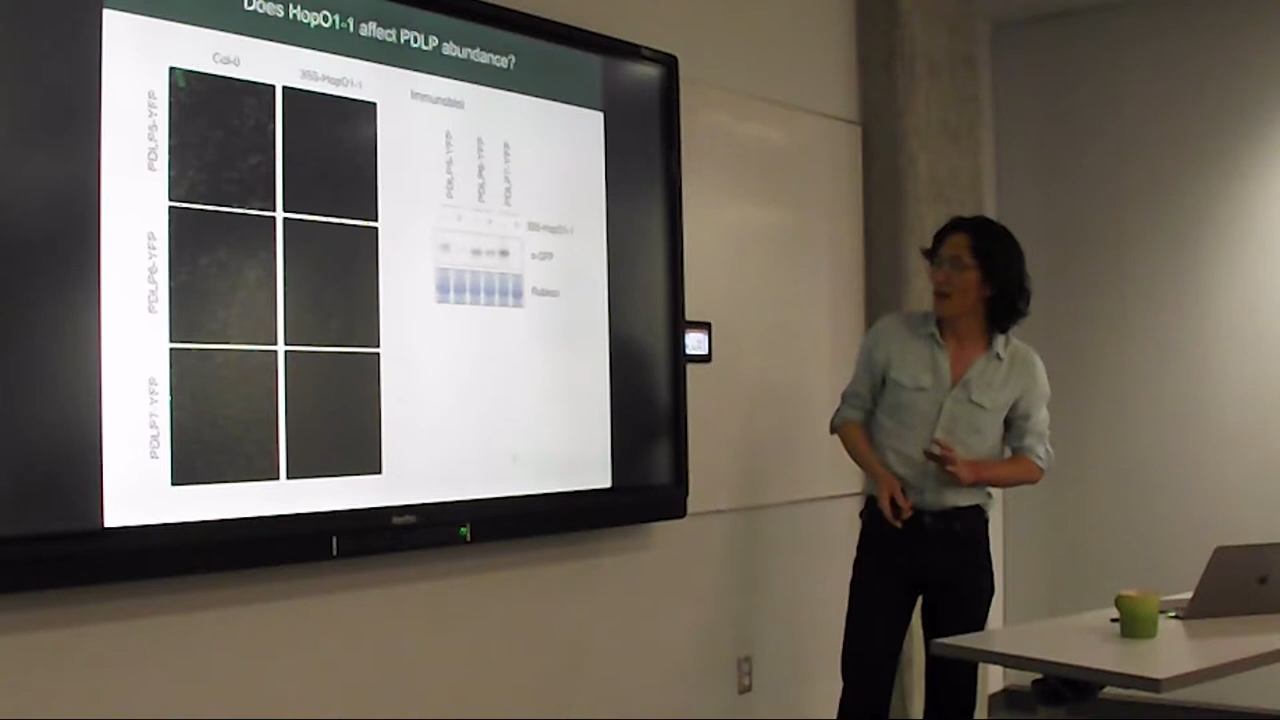 Does HopO1-1 affect PDLP abundance?
Col-0
35S-HopO1-1
Immunoblot
PDLP5-YFP
PDLP6-YFP
PDLP7-YFP
PDLP5-YFP
PDLP6-YFP
PDLP7-YFP
35S-HopO1-1
α-GFP
Rubisco